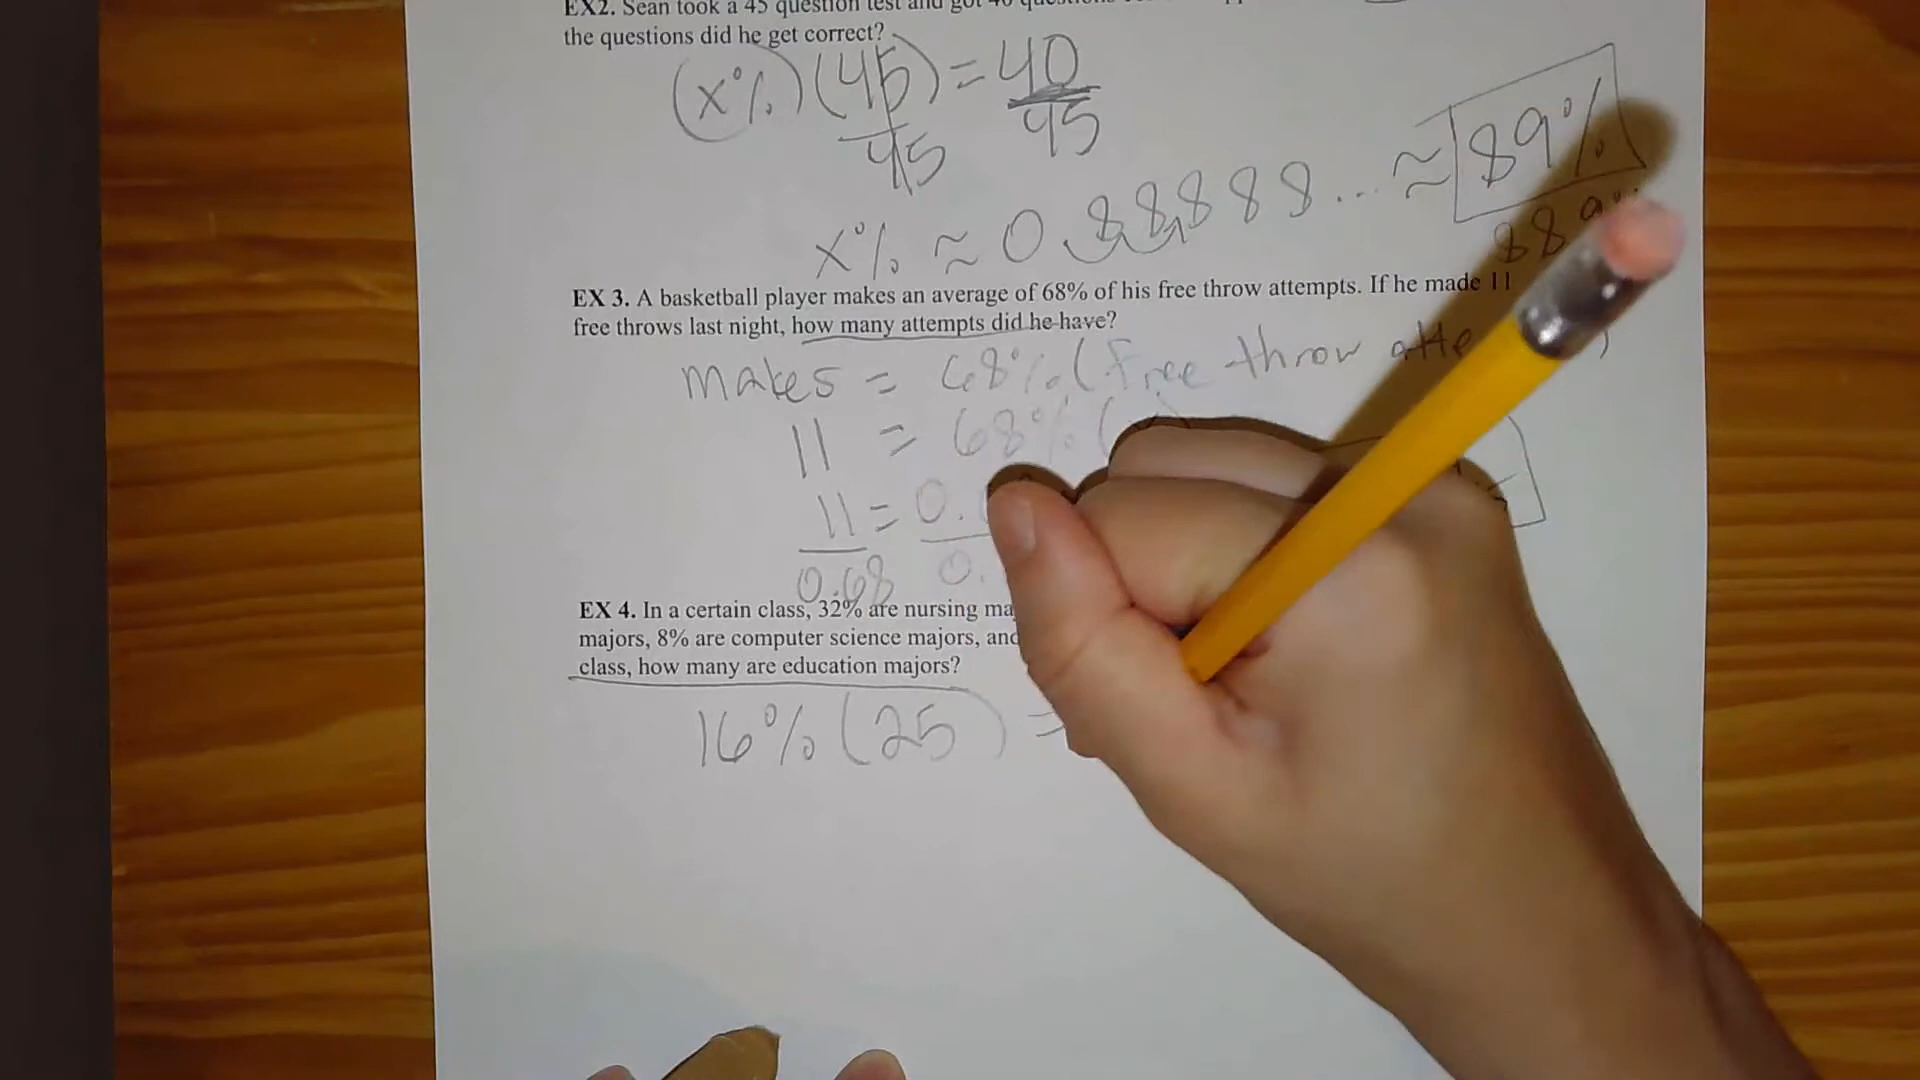 EX2. Sean took a 45 question test and got 40
the questions did he get correct?
(x%)(45) = 40
45 45
x% ≈ 0.88888... ≈ 89%
88.9%
EX 3. A basketball player makes an average of 68% of his free throw attempts. If he made 11
free throws last night, how many attempts did he have?
makes = 68% (Free throw
11 = 68% (
11 = 0.
0.68 0.
EX 4. In a certain class, 32% are nursing
majors, 8% are computer science majors, and
class, how many are education majors?
16% (25) =